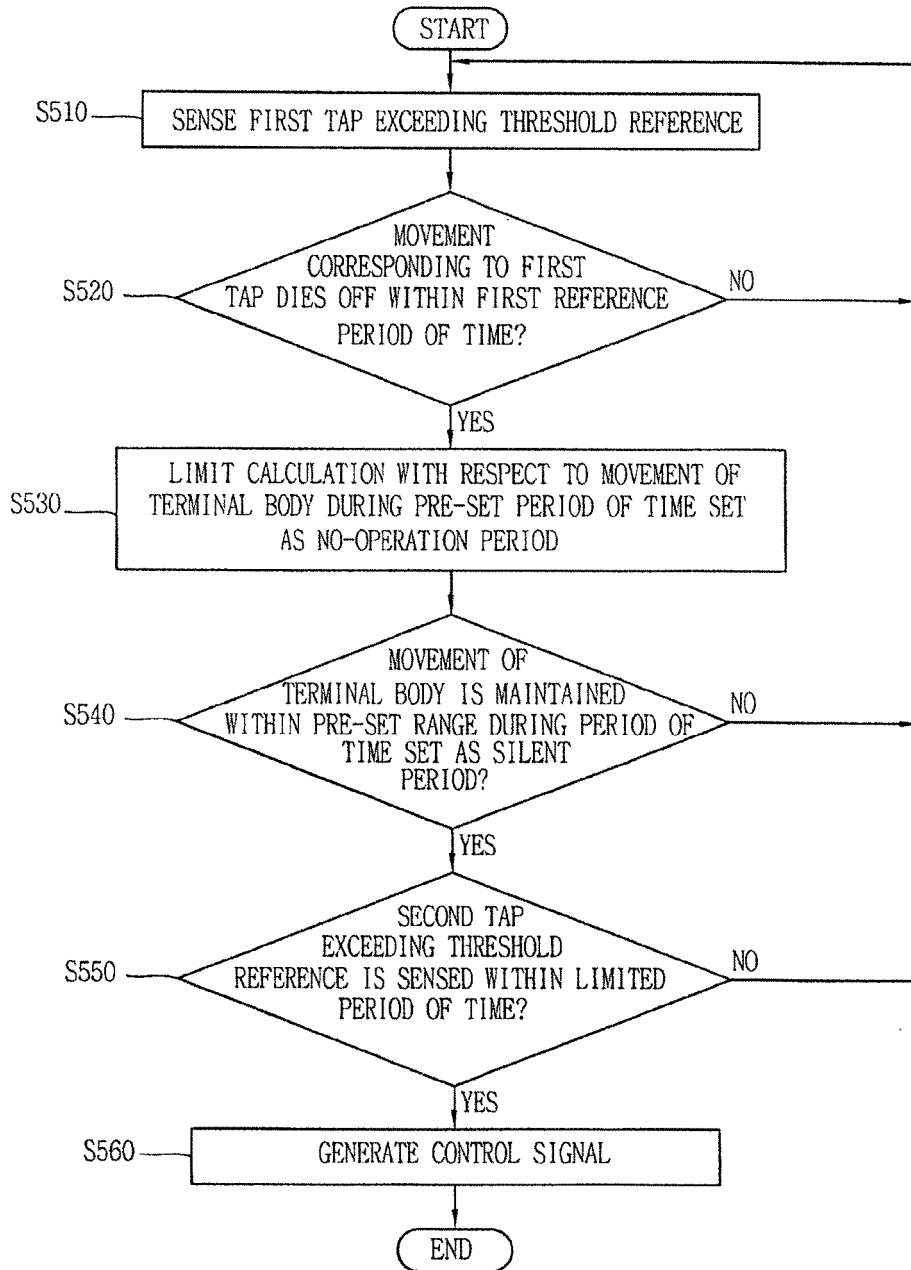 START
S510
SENSE FIRST TAP EXCEEDING THRESHOLD REFERENCE
S520
MOVEMENT
CORRESPONDING TO FIRST
TAP DIES OFF WITHIN FIRST REFERENCE
PERIOD OF TIME?
NO
YES
S530
LIMIT CALCULATION WITH RESPECT TO MOVEMENT OF
TERMINAL BODY DURING PRE-SET PERIOD OF TIME SET
AS NO-OPERATION PERIOD
S540
MOVEMENT OF
TERMINAL BODY IS MAINTAINED
WITHIN PRE-SET RANGE DURING PERIOD OF
TIME SET AS SILENT
PERIOD?
NO
YES
S550
SECOND TAP
EXCEEDING THRESHOLD
REFERENCE IS SENSED WITHIN LIMITED
PERIOD OF TIME?
NO
YES
S560
GENERATE CONTROL SIGNAL
END